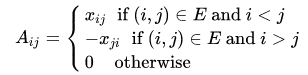 A_{ij} = { x_{ij} if (i, j) ∈ E and i < j
−x_{ji} if (i, j) ∈ E and i > j
0 otherwise